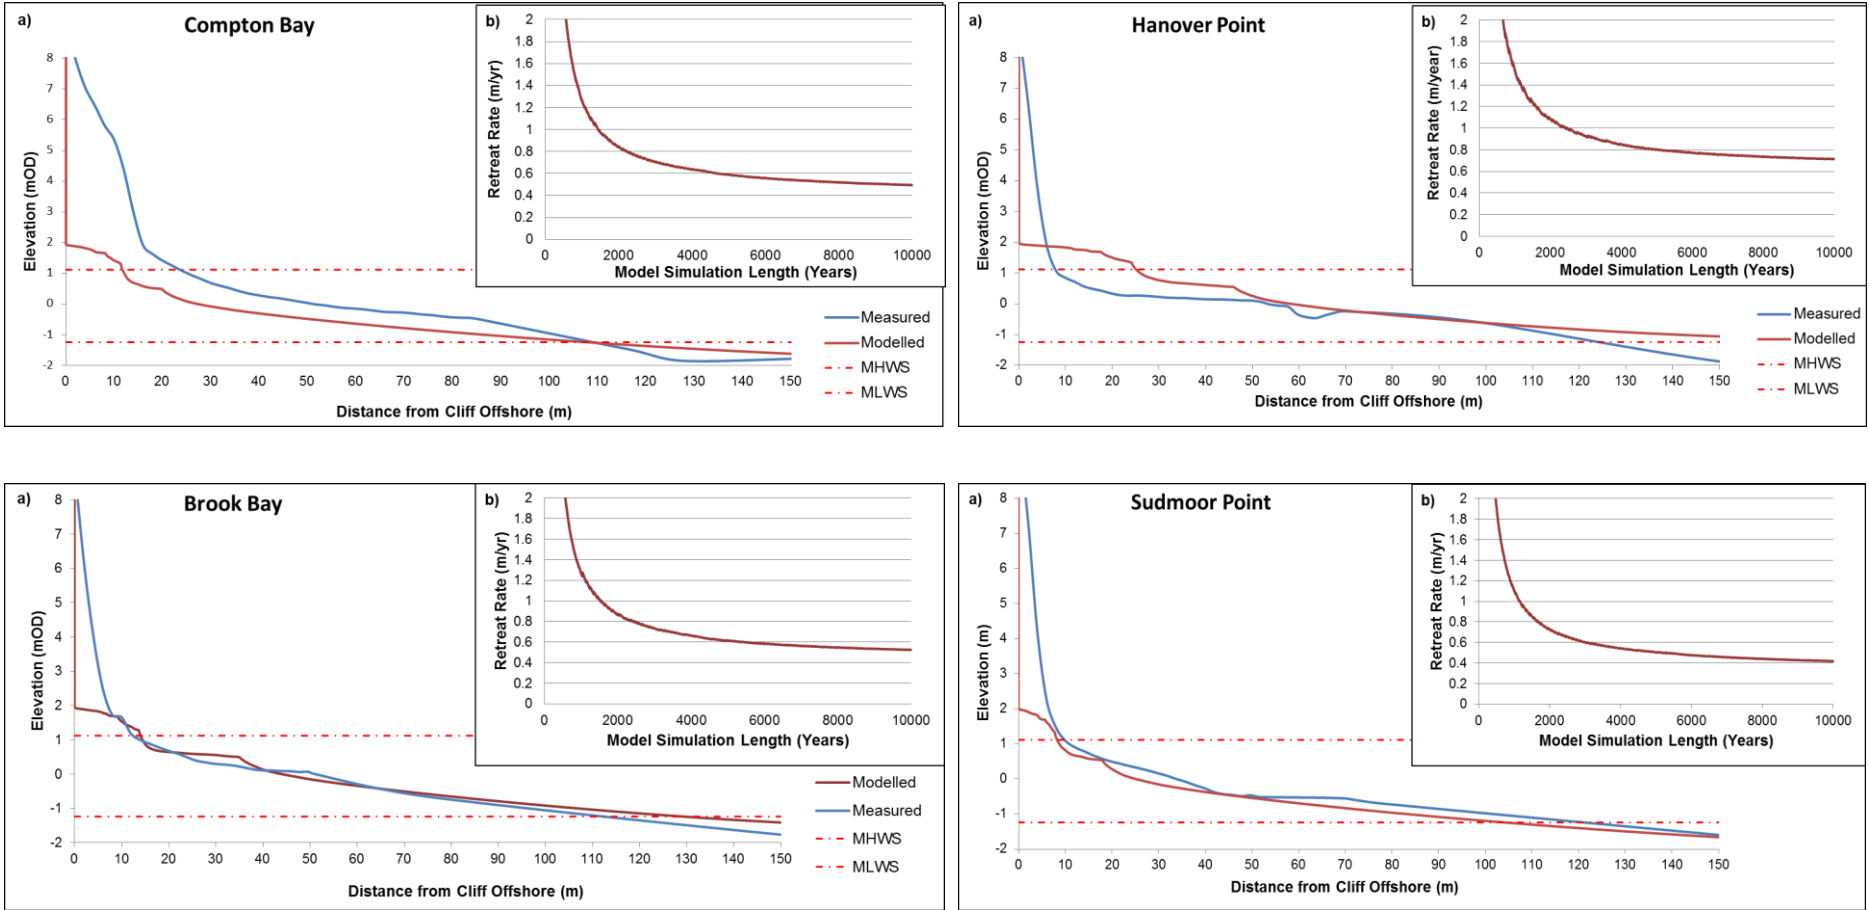 a)
Compton Bay
8
7
6
5
4
3
2
1
0
-1
-2
Elevation (mOD)
0 10 20 30 40 50 60 70 80 90 100 110 120 130 140 150
Distance from Cliff Offshore (m)
b)
2
1.8
1.6
1.4
1.2
1
0.8
0.6
0.4
0.2
0
Retreat Rate (m/yr)
0 2000 4000 6000 8000 10000
Model Simulation Length (Years)
Measured
Modelled
MHWS
MLWS
a)
Hanover Point
8
7
6
5
4
3
2
1
0
-1
-2
Elevation (mOD)
0 10 20 30 40 50 60 70 80 90 100 110 120 130 140 150
Distance from Cliff Offshore (m)
b)
2
1.8
1.6
1.4
1.2
1
0.8
0.6
0.4
0.2
0
Retreat Rate (m/year)
0 2000 4000 6000 8000 10000
Model Simulation Length (Years)
Measured
Modelled
MHWS
MLWS
a)
Brook Bay
8
7
6
5
4
3
2
1
0
-1
-2
Elevation (mOD)
0 10 20 30 40 50 60 70 80 90 100 110 120 130 140 150
Distance from Cliff Offshore (m)
b)
2
1.8
1.6
1.4
1.2
1
0.8
0.6
0.4
0.2
0
Retreat Rate (m/yr)
0 2000 4000 6000 8000 10000
Model Simulation Length (Years)
Modelled
Measured
MHWS
MLWS
a)
Sudmoor Point
8
7
6
5
4
3
2
1
0
-1
-2
Elevation (m)
0 10 20 30 40 50 60 70 80 90 100 110 120 130 140 150
Distance from Cliff Offshore (m)
b)
2
1.8
1.6
1.4
1.2
1
0.8
0.6
0.4
0.2
0
Retreat Rate (m/yr)
0 2000 4000 6000 8000 10000
Model Simulation Length (Years)